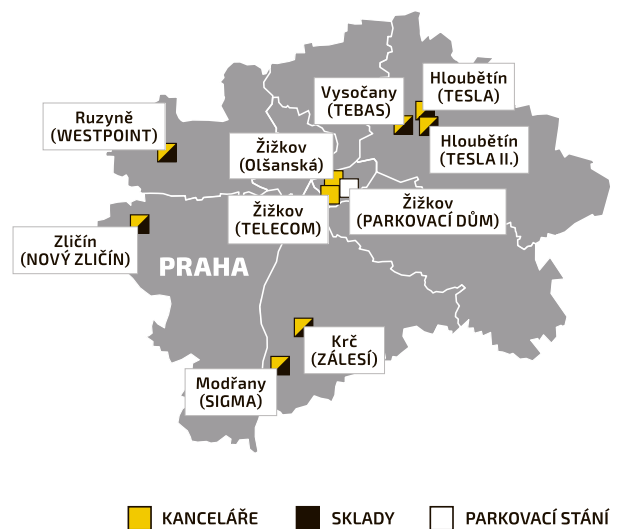 Hloubětín
(TESLA)
Vysočany
(TEBAS)
Ruzyně
(WESTPOINT)
Hloubětín
(TESLA II.)
Žižkov
(Olšanská)
Žižkov
(TELECOM)
Žižkov
(PARKOVACÍ DŮM)
Zličín
(NOVÝ ZLIČÍN)
PRAHA
Krč
(ZÁLESÍ)
Modřany
(SIGMA)
KANCELÁŘE
SKLADY
PARKOVACÍ STÁNÍ